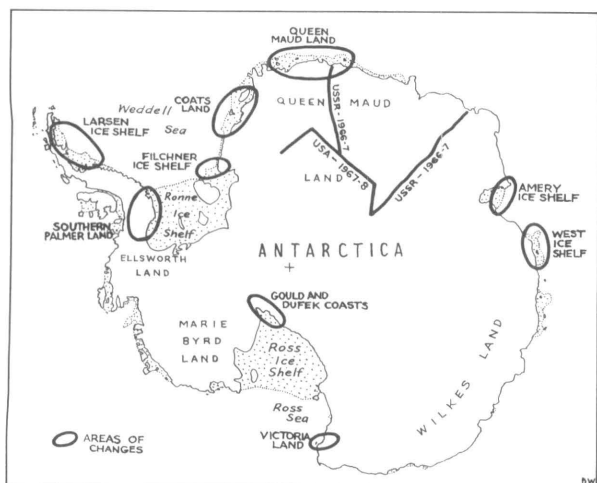 QUEEN
MAUD LAND
COATS
LAND
Weddell
Sea
LARSEN
ICE SHELF
FILCHNER
ICE SHELF
QUEEN MAUD
LAND
USSR-1966-7
USA-1967-8
USSR-1966-7
AMERY
ICE SHELF
WEST
ICE
SHELF
Ronne
Ice
Shelf
SOUTHERN
PALMER LAND
ELLSWORTH
LAND
ANTARCTICA
GOULD AND
DUFEK COASTS
MARIE
BYRD
LAND
Ross
Ice
Shelf
Ross
Sea
VICTORIA
LAND
WILKES LAND
AREAS OF
CHANGES
BW